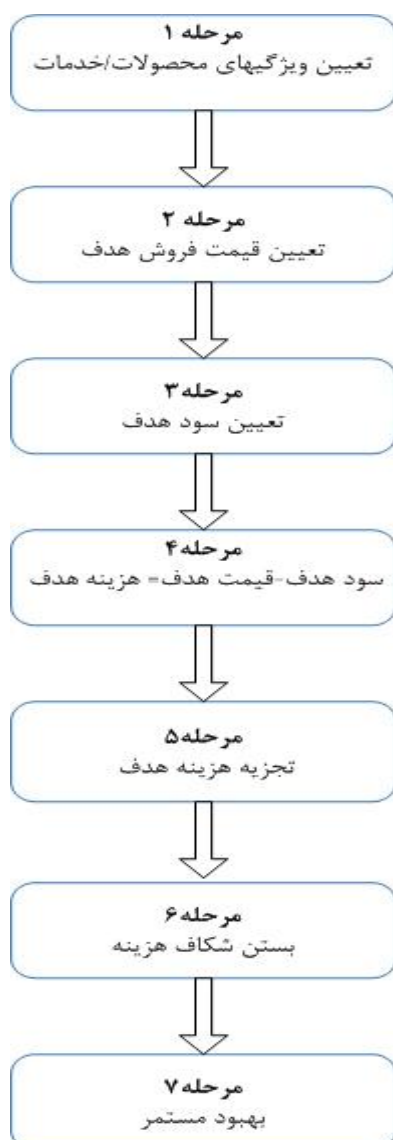 مرحله ۱
تعیین ویژگیهای محصولات/خدمات
مرحله ۲
تعیین قیمت فروش هدف
مرحله۳
تعیین سود هدف
مرحله۴
سود هدف-قیمت هدف= هزینه هدف
مرحله۵
تجزیه هزینه هدف
مرحله۶
بستن شکاف هزینه
مرحله۷
بهبود مستمر